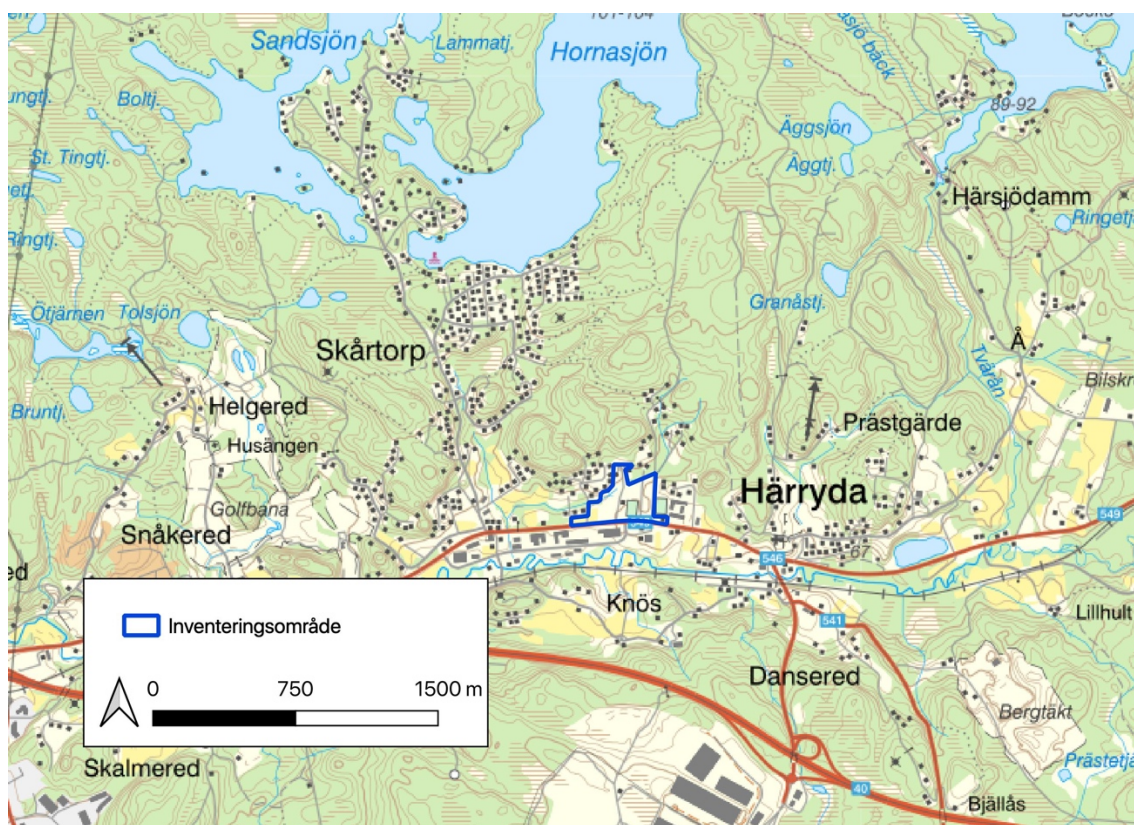 101-104
Sandsjön
Lammatj.
Hornasjön
Boltj.
89-92
Äggsjön
St. Tingtj.
Äggtj.
Härsjödamm
Ringtj.
Granåstj.
Ötjärnen
Tolsjön
Skårtorp
Å
Tvärån
Bruntj.
Helgered
Husängen
Prästgärde
Härryda
Golfbana
Snåkered
549
67
546
Knös
Lillhult
541
Inventeringsområde
Dansered
0 750 1500 m
Bergtäkt
Skalmered
40
Bjällås